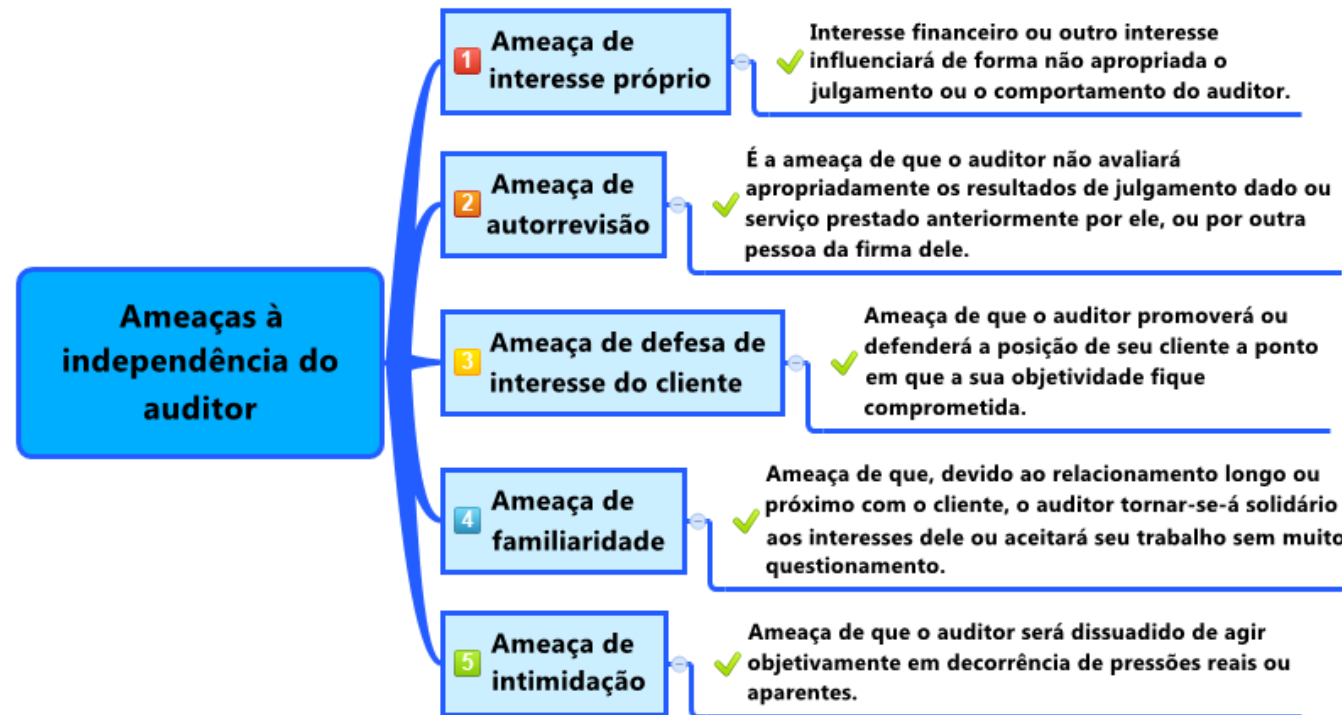 Ameaças à
independência do
auditor
1
Ameaça de
interesse próprio
Interesse financeiro ou outro interesse
influenciará de forma não apropriada o
julgamento ou o comportamento do auditor.
2
Ameaça de
autorrevisão
É a ameaça de que o auditor não avaliará
apropriadamente os resultados de julgamento dado ou
serviço prestado anteriormente por ele, ou por outra
pessoa da firma dele.
3
Ameaça de defesa de
interesse do cliente
Ameaça de que o auditor promoverá ou
defenderá a posição de seu cliente a ponto
em que a sua objetividade fique
comprometida.
4
Ameaça de
familiaridade
Ameaça de que, devido ao relacionamento longo ou
próximo com o cliente, o auditor tornar-se-á solidário
aos interesses dele ou aceitará seu trabalho sem muito
questionamento.
5
Ameaça de
intimidação
Ameaça de que o auditor será dissuadido de agir
objetivamente em decorrência de pressões reais ou
aparentes.